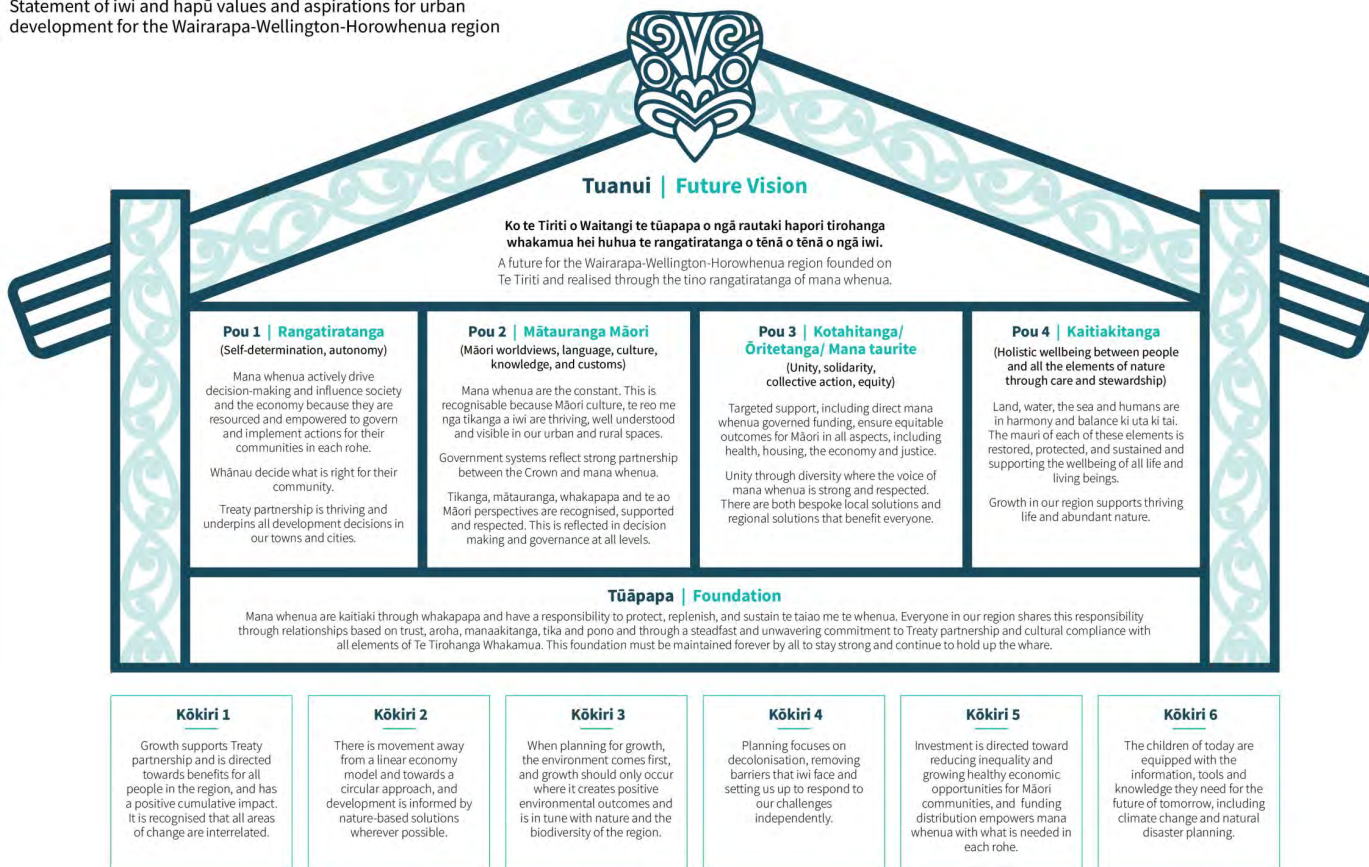 Statement of iwi and hapū values and aspirations for urban
development for the Wairarapa-Wellington-Horowhenua region
Tuanui | Future Vision
Ko te Tiriti o Waitangi te tūāpapa o ngā rautaki hapori tirohanga
whakamua hei huhua te rangatiratanga o tēnā o tēnā o ngā iwi.
A future for the Wairarapa-Wellington-Horowhenua region founded on
Te Tiriti and realised through the tino rangatiratanga of mana whenua.
Pou 1 | Rangatiratanga
(Self-determination, autonomy)
Mana whenua actively drive
decision-making and influence society
and the economy because they are
resourced and empowered to govern
and implement actions for their
communities in each rohe.
Whānau decide what is right for their
community.
Treaty partnership is thriving and
underpins all development decisions in
our towns and cities.
Pou 2 | Mātauranga Māori
(Māori worldviews, language, culture,
knowledge, and customs)
Mana whenua are the constant. This is
recognisable because Māori culture, te reo me
nga tikanga a iwi are thriving, well understood
and visible in our urban and rural spaces.
Government systems reflect strong partnership
between the Crown and mana whenua.
Tikanga, mātauranga, whakapapa and te ao
Māori perspectives are recognised, supported
and respected. This is reflected in decision
making and governance at all levels.
Pou 3 | Kotahitanga/
Ōritetanga/ Mana taurite
(Unity, solidarity,
collective action, equity)
Targeted support, including direct mana
whenua governed funding, ensure equitable
outcomes for Māori in all aspects, including
health, housing, the economy and justice.
Unity through diversity where the voice of
mana whenua is strong and respected.
There are both bespoke local solutions and
regional solutions that benefit everyone.
Pou 4 | Kaitiakitanga
(Holistic wellbeing between people
and all the elements of nature
through care and stewardship)
Land, water, the sea and humans are
in harmony and balance ki uta ki tai.
The mauri of each of these elements is
restored, protected, and sustained and
supporting the wellbeing of all life and
living beings.
Growth in our region supports thriving
life and abundant nature.
Tūāpapa | Foundation
Mana whenua are kaitiaki through whakapapa and have a responsibility to protect, replenish, and sustain te taiao me te whenua. Everyone in our region shares this responsibility
through relationships based on trust, aroha, manaakitanga, tika and pono and through a steadfast and unwavering commitment to Treaty partnership and cultural compliance with
all elements of Te Tirohanga Whakamua. This foundation must be maintained forever by all to stay strong and continue to hold up the whare.
Kōkiri 1
Growth supports Treaty
partnership and is directed
towards benefits for all
people in the region, and has
a positive cumulative impact.
It is recognised that all areas
of change are interrelated.
Kōkiri 2
There is movement away
from a linear economy
model and towards a
circular approach, and
development is informed by
nature-based solutions
wherever possible.
Kōkiri 3
When planning for growth,
the environment comes first,
and growth should only occur
where it creates positive
environmental outcomes and
is in tune with nature and the
biodiversity of the region.
Kōkiri 4
Planning focuses on
decolonisation, removing
barriers that iwi face and
setting us up to respond to
our challenges
independently.
Kōkiri 5
Investment is directed toward
reducing inequality and
growing healthy economic
opportunities for Māori
communities, and funding
distribution empowers mana
whenua with what is needed in
each rohe.
Kōkiri 6
The children of today are
equipped with the
information, tools and
knowledge they need for the
future of tomorrow, including
climate change and natural
disaster planning.